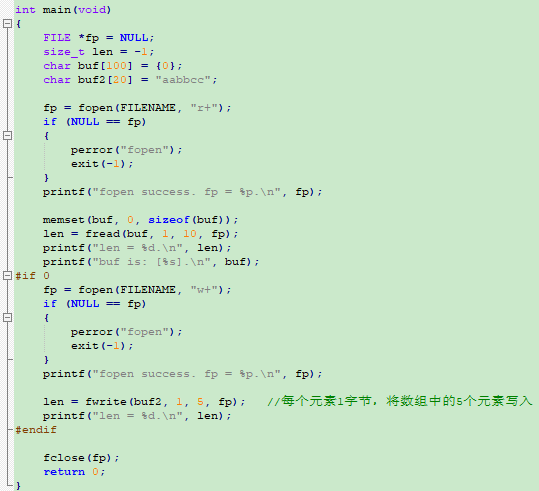 int main(void)
{
    FILE *fp = NULL;
    size_t len = -1;
    char buf[100] = {0};
    char buf2[20] = "aabbcc";

    fp = fopen(FILENAME, "r+");
    if (NULL == fp)
    {
        perror("fopen");
        exit(-1);
    }
    printf("fopen success. fp = %p.\n", fp);

    memset(buf, 0, sizeof(buf));
    len = fread(buf, 1, 10, fp);
    printf("len = %d.\n", len);
    printf("buf is: [%s].\n", buf);
#if 0
    fp = fopen(FILENAME, "w+");
    if (NULL == fp)
    {
        perror("fopen");
        exit(-1);
    }
    printf("fopen success. fp = %p.\n", fp);

    len = fwrite(buf2, 1, 5, fp);   //每个元素1字节，将数组中的5个元素写入
    printf("len = %d.\n", len);
#endif

    fclose(fp);
    return 0;
}